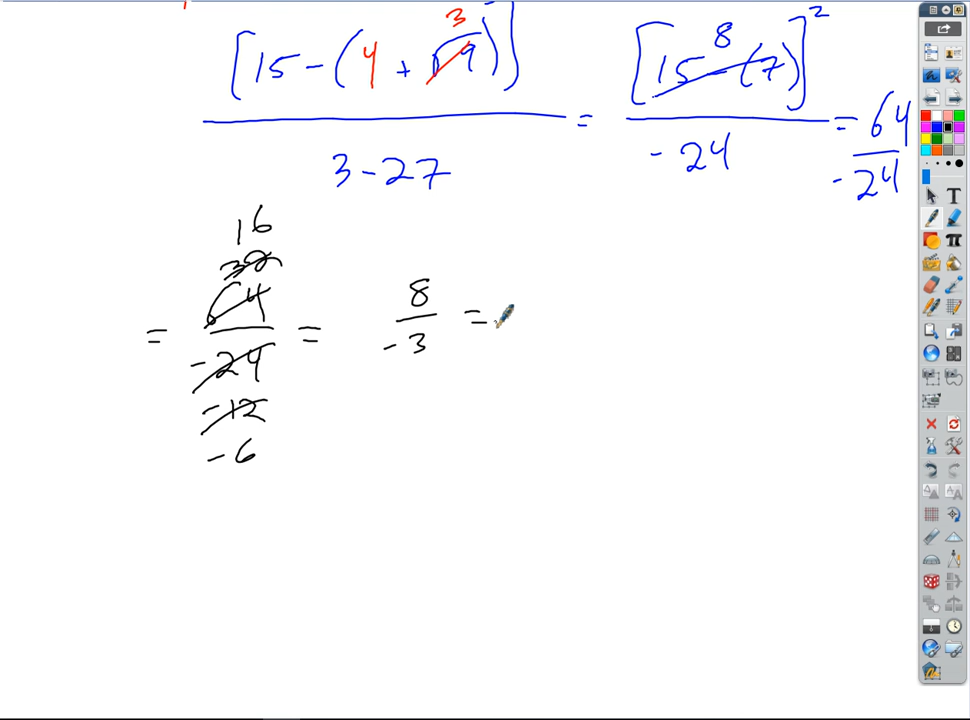 [15 - (4 + √9)]² = [15 - (7)]² = 64
3
8
3 - 27
- 24
- 24
16
32
= 64 = 8 =
- 24
- 3
- 12
- 6
T
π